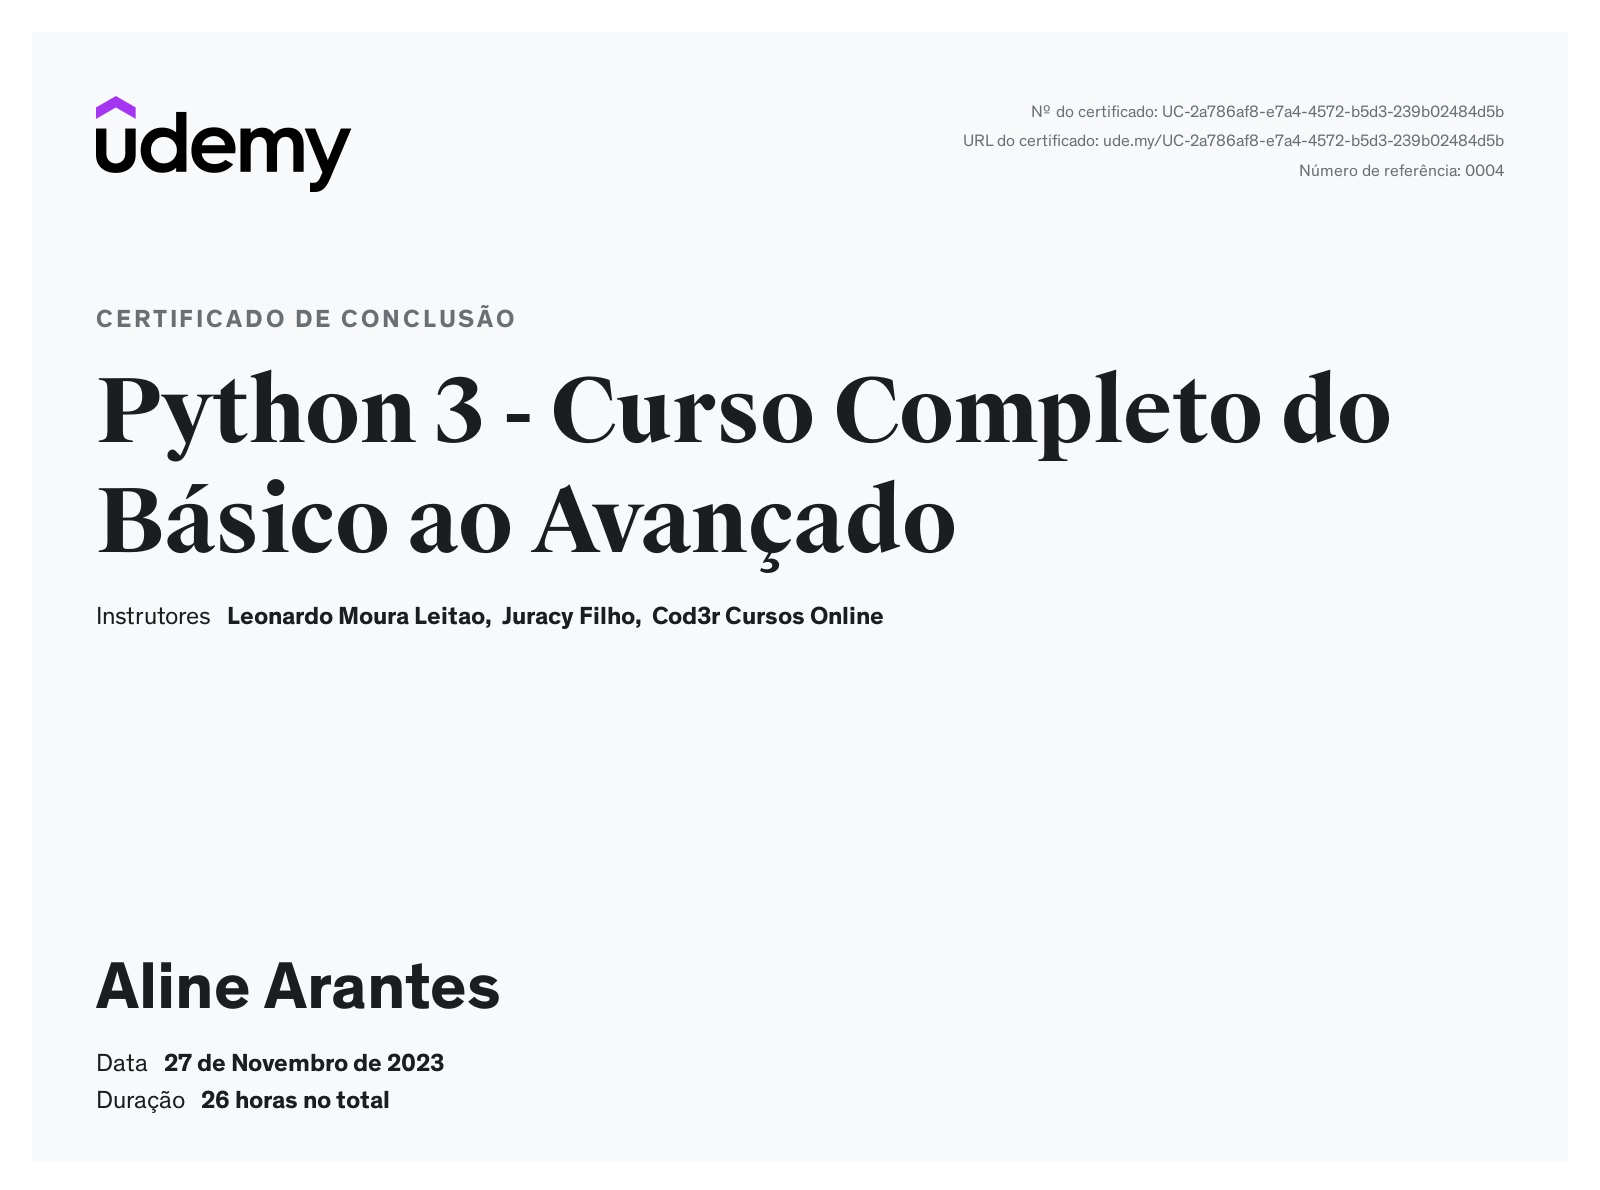 udemy
Nº do certificado: UC-2a786af8-e7a4-4572-b5d3-239b02484d5b
URL do certificado: ude.my/UC-2a786af8-e7a4-4572-b5d3-239b02484d5b
Número de referência: 0004
CERTIFICADO DE CONCLUSÃO
Python 3 - Curso Completo do
Básico ao Avançado
Instrutores Leonardo Moura Leitao, Juracy Filho, Cod3r Cursos Online
Aline Arantes
Data 27 de Novembro de 2023
Duração 26 horas no total